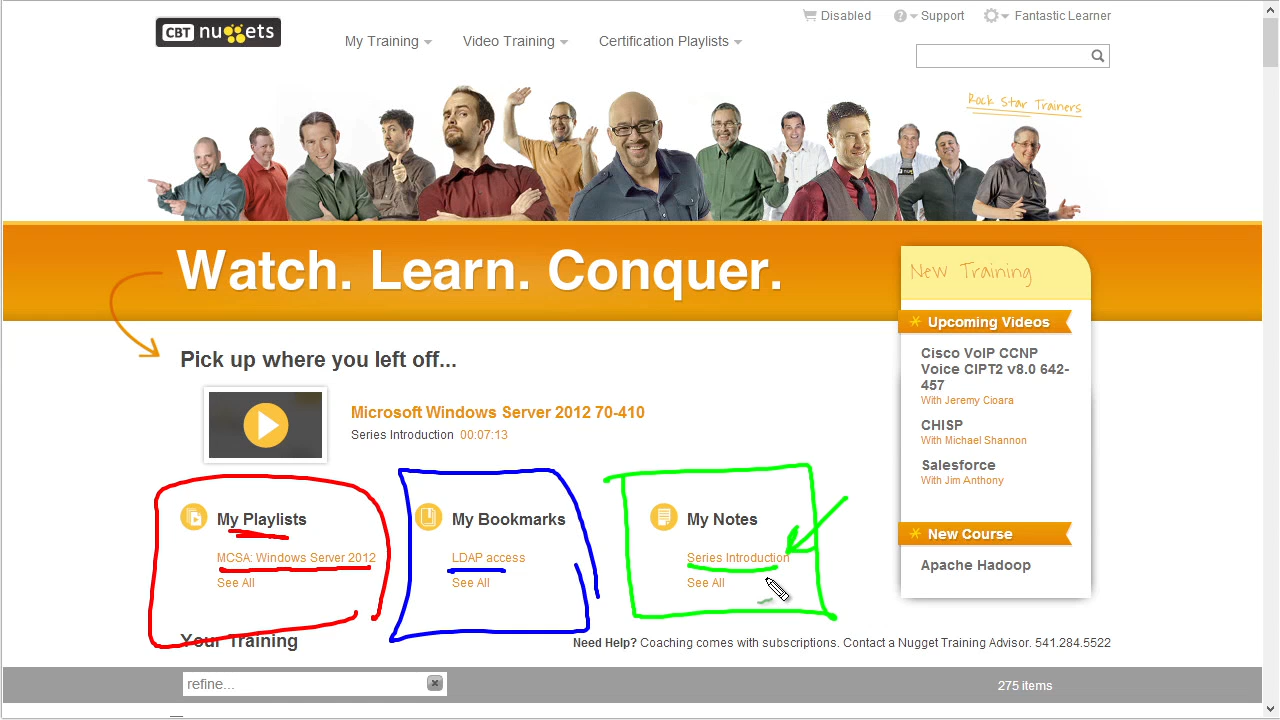 CBT nuggets
Disabled Support Fantastic Learner
My Training Video Training Certification Playlists
Rock Star Trainers
Watch. Learn. Conquer.
Pick up where you left off...
Microsoft Windows Server 2012 70-410
Series Introduction 00:07:13
My Playlists
MCSA: Windows Server 2012
See All
My Bookmarks
LDAP access
See All
My Notes
Series Introduction
See All
New Training
Upcoming Videos
Cisco VoIP CCNP
Voice CIPT2 v8.0 642-
457
With Jeremy Cioara
CHISP
With Michael Shannon
Salesforce
With Jim Anthony
New Course
Apache Hadoop
Your Training
Need Help? Coaching comes with subscriptions. Contact a Nugget Training Advisor. 541.284.5522
refine...
275 items